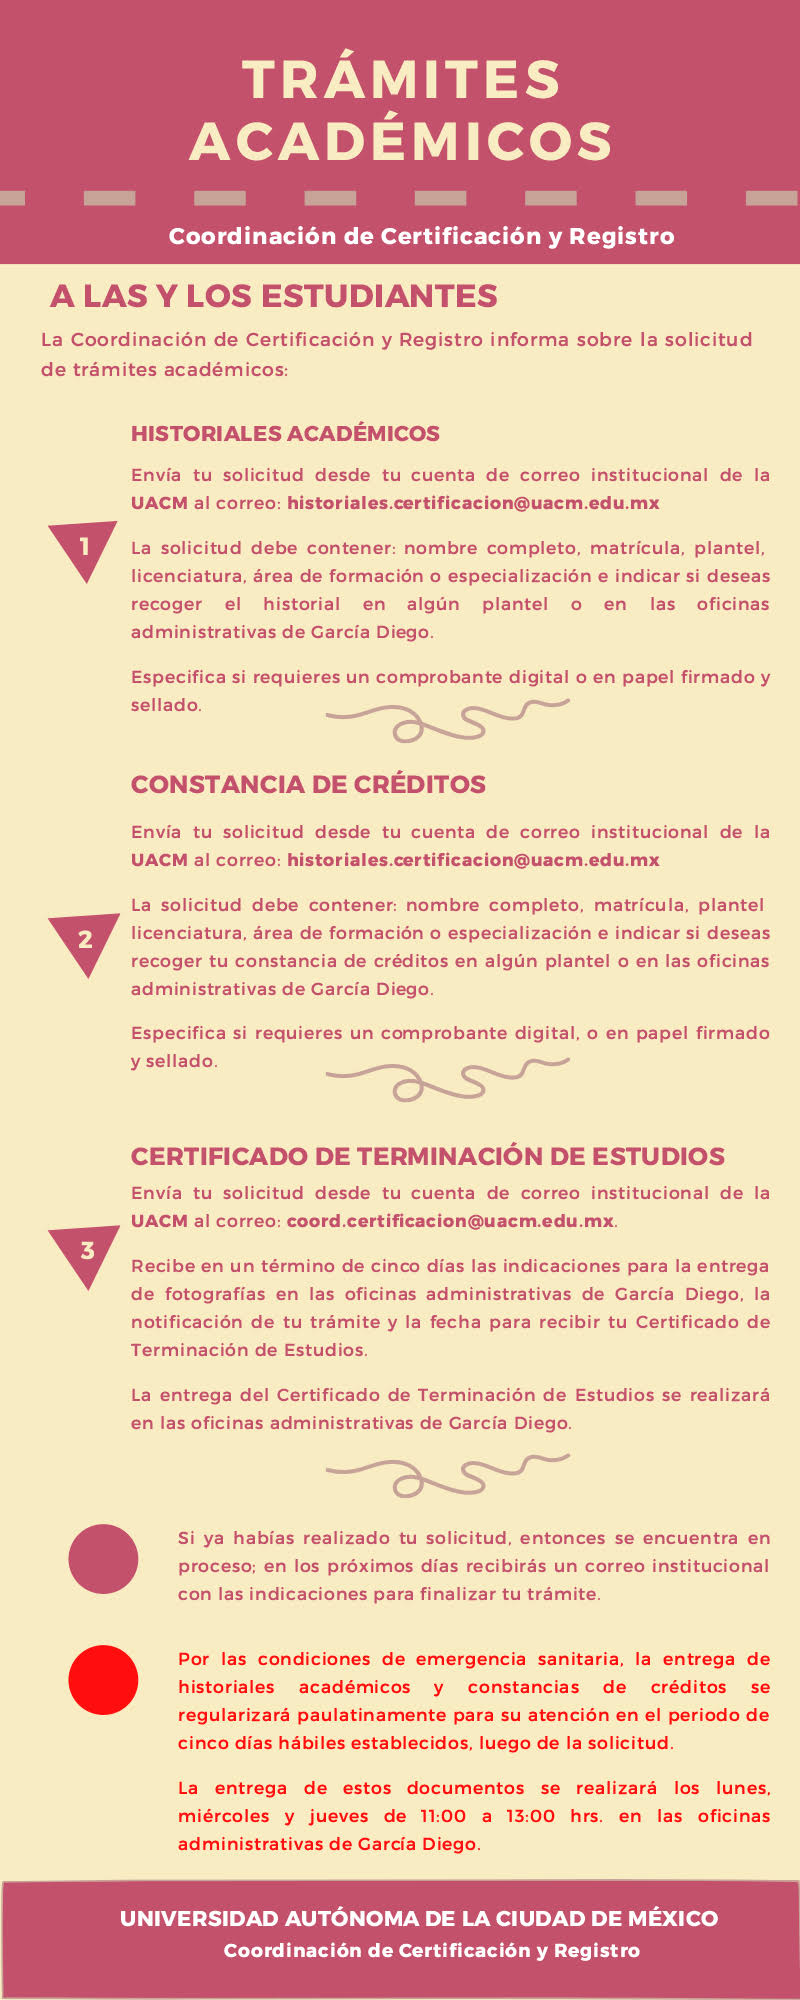 TRÁMITES
ACADÉMICOS
Coordinación de Certificación y Registro
A LAS Y LOS ESTUDIANTES
La Coordinación de Certificación y Registro informa sobre la solicitud
de trámites académicos:
HISTORIALES ACADÉMICOS
Envía tu solicitud desde tu cuenta de correo institucional de la
UACM al correo: historiales.certificacion@uacm.edu.mx
1
La solicitud debe contener: nombre completo, matrícula, plantel,
licenciatura, área de formación o especialización e indicar si deseas
recoger el historial en algún plantel o en las oficinas
administrativas de García Diego.
Especifica si requieres un comprobante digital o en papel firmado y
sellado.
CONSTANCIA DE CRÉDITOS
Envía tu solicitud desde tu cuenta de correo institucional de la
UACM al correo: historiales.certificacion@uacm.edu.mx
2
La solicitud debe contener: nombre completo, matrícula, plantel
licenciatura, área de formación o especialización e indicar si deseas
recoger tu constancia de créditos en algún plantel o en las oficinas
administrativas de García Diego.
Especifica si requieres un comprobante digital, o en papel firmado
y sellado.
CERTIFICADO DE TERMINACIÓN DE ESTUDIOS
Envía tu solicitud desde tu cuenta de correo institucional de la
UACM al correo: coord.certificacion@uacm.edu.mx.
3
Recibe en un término de cinco días las indicaciones para la entrega
de fotografías en las oficinas administrativas de García Diego, la
notificación de tu trámite y la fecha para recibir tu Certificado de
Terminación de Estudios.
La entrega del Certificado de Terminación de Estudios se realizará
en las oficinas administrativas de García Diego.
Si ya habías realizado tu solicitud, entonces se encuentra en
proceso; en los próximos días recibirás un correo institucional
con las indicaciones para finalizar tu trámite.
Por las condiciones de emergencia sanitaria, la entrega de
historiales académicos y constancias de créditos se
regularizará paulatinamente para su atención en el periodo de
cinco días hábiles establecidos, luego de la solicitud.
La entrega de estos documentos se realizará los lunes,
miércoles y jueves de 11:00 a 13:00 hrs. en las oficinas
administrativas de García Diego.
UNIVERSIDAD AUTÓNOMA DE LA CIUDAD DE MÉXICO
Coordinación de Certificación y Registro